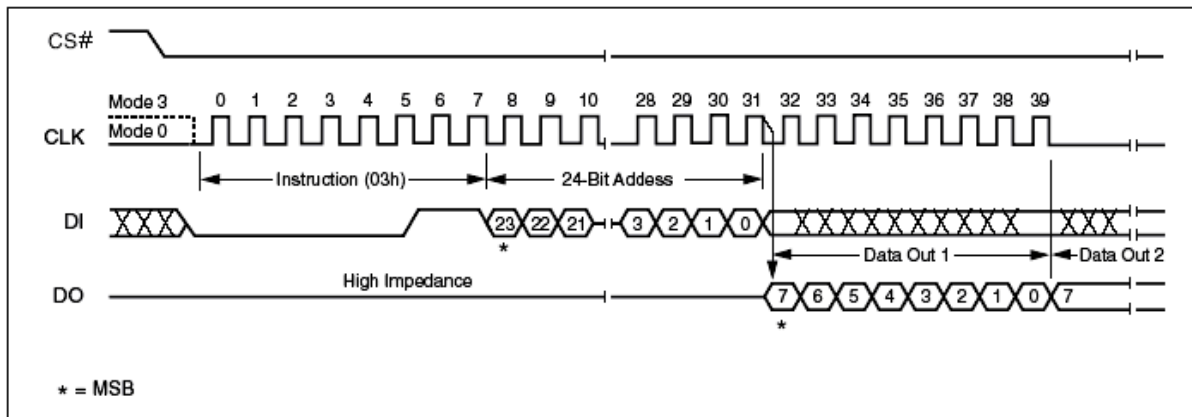 CS#
Mode 3
0 1 2 3 4 5 6 7 8 9 10 28 29 30 31 32 33 34 35 36 37 38 39
CLK
Mode 0
Instruction (03h)
24-Bit Addess
DI
23 22 21 3 2 1 0
*
Data Out 1
Data Out 2
High Impedance
DO
7 6 5 4 3 2 1 0 7
*
* = MSB